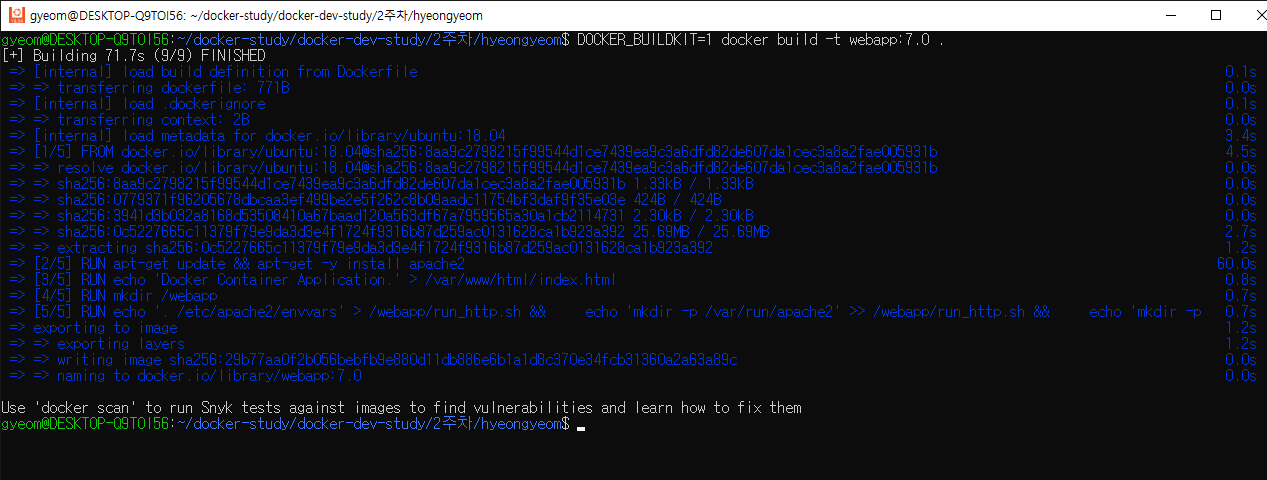 gyeom@DESKTOP-Q9TOI56: ~/docker-study/docker-dev-study/2주차/hyeongyeom
gyeom@DESKTOP-Q9TOI56:~/docker-study/docker-dev-study/2주차/hyeongyeom$ DOCKER_BUILDKIT=1 docker build -t webapp:7.0 .
[+] Building 71.7s (9/9) FINISHED
=> [internal] load build definition from Dockerfile 0.1s
=> => transferring dockerfile: 771B 0.0s
=> [internal] load .dockerignore 0.1s
=> => transferring context: 2B 0.0s
=> [internal] load metadata for docker.io/library/ubuntu:18.04 3.4s
=> [1/5] FROM docker.io/library/ubuntu:18.04@sha256:8aa9c2798215f99544d1ce7439ea9c3a6dfd82de607da1cec3a8a2fae005931b 4.5s
=> => resolve docker.io/library/ubuntu:18.04@sha256:8aa9c2798215f99544d1ce7439ea9c3a6dfd82de607da1cec3a8a2fae005931b 0.0s
=> => sha256:8aa9c2798215f99544d1ce7439ea9c3a6dfd82de607da1cec3a8a2fae005931b 1.33kB / 1.33kB 0.0s
=> => sha256:0779371f96205678dbcaa3ef499be2e5f262c8b09aadc11754bf3daf9f35e03e 424B / 424B 0.0s
=> => sha256:3941d3b032a8168d53508410a67baad120a563df67a7959565a30a1cb2114731 2.30kB / 2.30kB 0.0s
=> => sha256:0c5227665c11379f79e9da3d3e4f1724f9316b87d259ac0131628ca1b923a392 25.69MB / 25.69MB 2.7s
=> => extracting sha256:0c5227665c11379f79e9da3d3e4f1724f9316b87d259ac0131628ca1b923a392 1.2s
=> [2/5] RUN apt-get update && apt-get -y install apache2 60.0s
=> [3/5] RUN echo 'Docker Container Application.' > /var/www/html/index.html 0.8s
=> [4/5] RUN mkdir /webapp 0.7s
=> [5/5] RUN echo '. /etc/apache2/envvars' > /webapp/run_http.sh && echo 'mkdir -p /var/run/apache2' >> /webapp/run_http.sh && echo 'mkdir -p 0.7s
=> exporting to image 1.2s
=> => exporting layers 1.2s
=> => writing image sha256:29b77aa0f2b056bebfb9e880d11db886e6b1a1d8c370e34fcb31360a2a63a89c 0.0s
=> => naming to docker.io/library/webapp:7.0 0.0s
Use 'docker scan' to run Snyk tests against images to find vulnerabilities and learn how to fix them
gyeom@DESKTOP-Q9TOI56:~/docker-study/docker-dev-study/2주차/hyeongyeom$